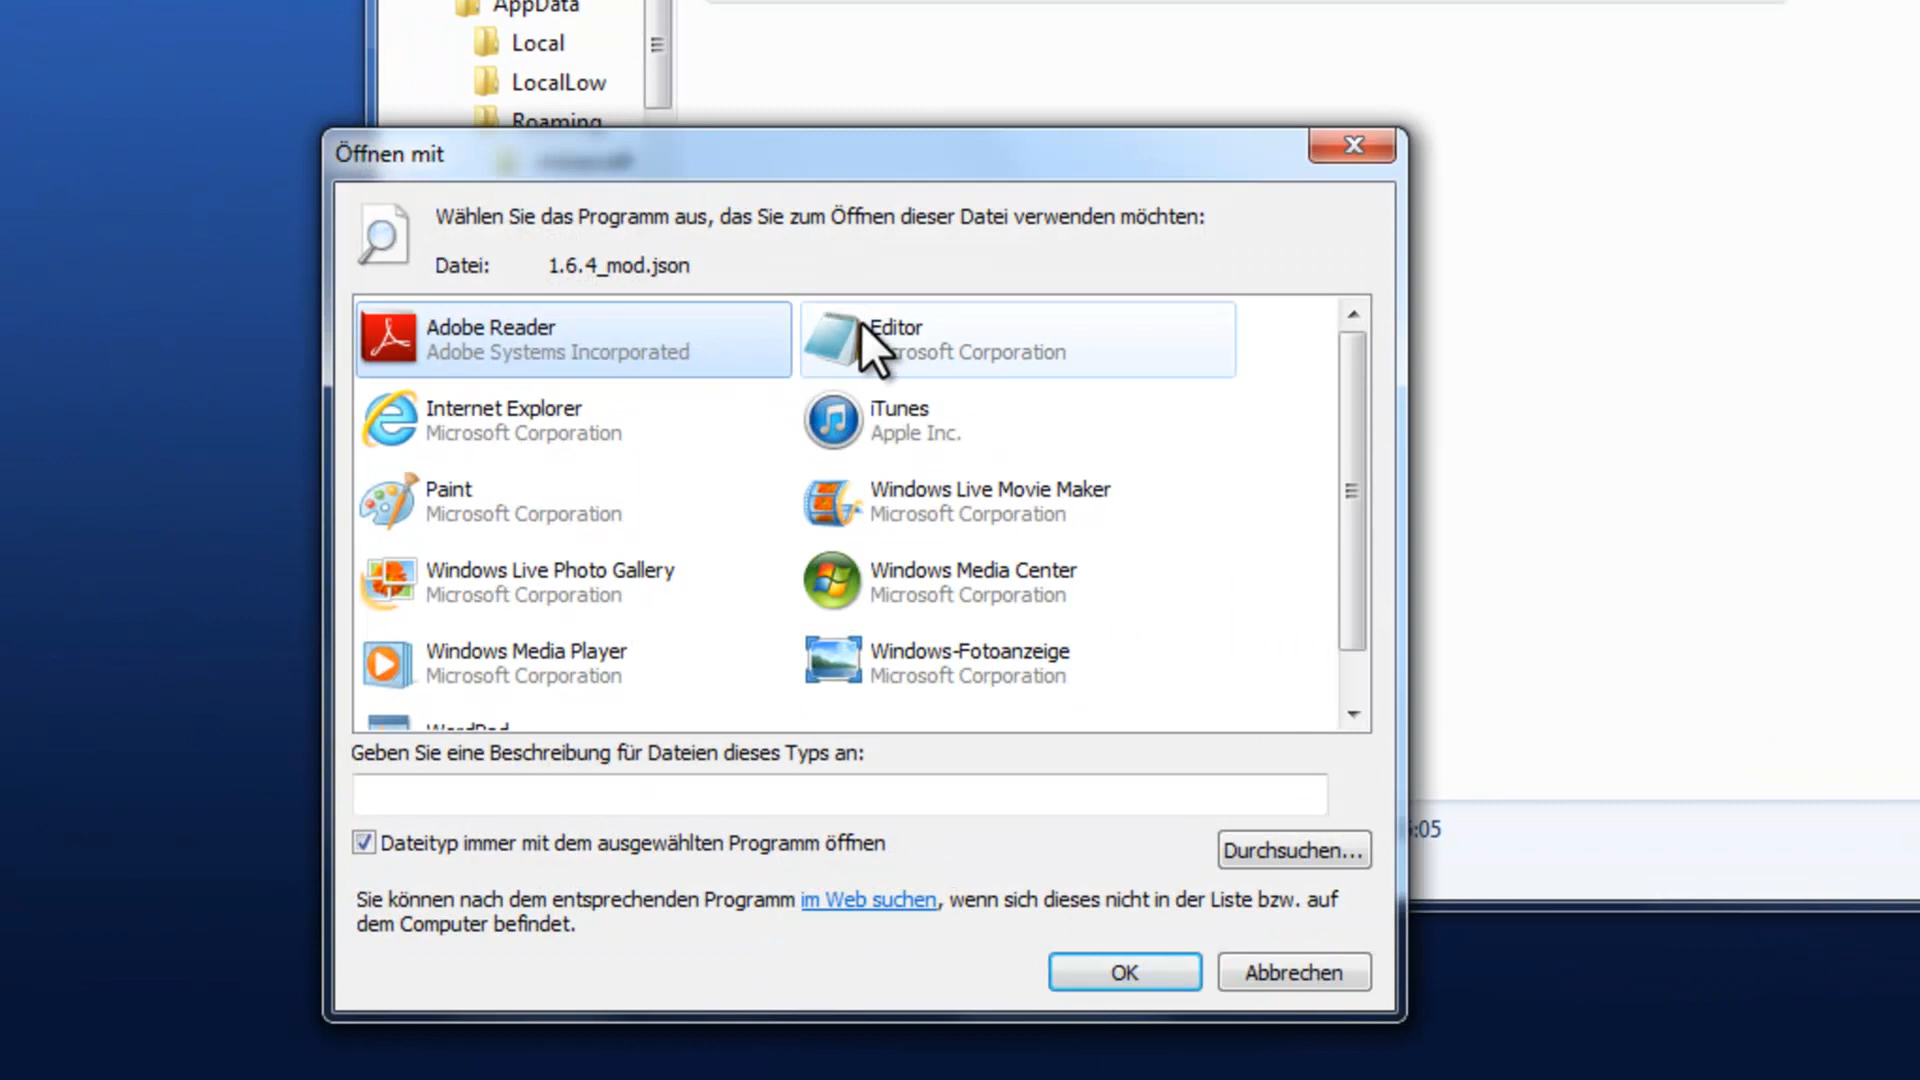 AppData
Local
LocalLow
Roaming
Öffnen mit
Wählen Sie das Programm aus, das Sie zum Öffnen dieser Datei verwenden möchten:
Datei: 1.6.4_mod.json
Adobe Reader
Adobe Systems Incorporated
Editor
Corporation
Internet Explorer
Microsoft Corporation
iTunes
Apple Inc.
Paint
Microsoft Corporation
Windows Live Movie Maker
Microsoft Corporation
Windows Live Photo Gallery
Microsoft Corporation
Windows Media Center
Microsoft Corporation
Windows Media Player
Microsoft Corporation
Windows-Fotoanzeige
Microsoft Corporation
WordPad
Geben Sie eine Beschreibung für Dateien dieses Typs an:
Dateityp immer mit dem ausgewählten Programm öffnen
Durchsuchen...
:05
Sie können nach dem entsprechenden Programm im Web suchen, wenn sich dieses nicht in der Liste bzw. auf
dem Computer befindet.
OK
Abbrechen